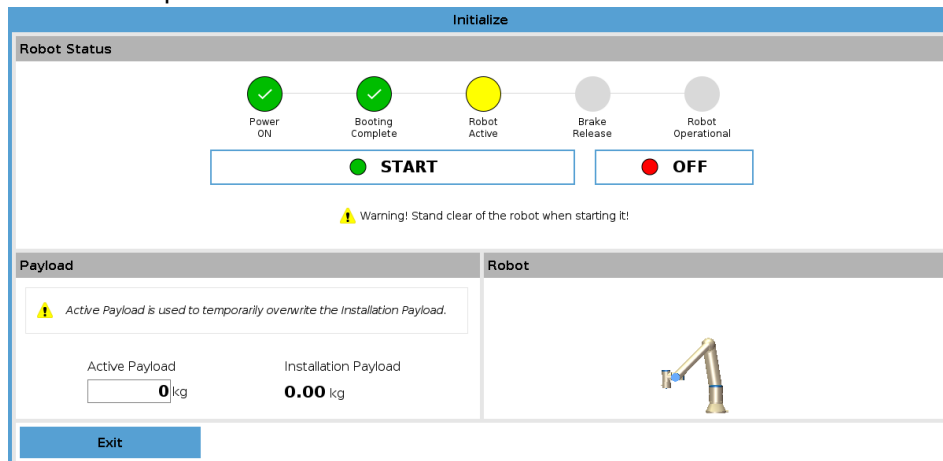 Initialize
Robot Status
Power
ON
Booting
Complete
Robot
Active
Brake
Release
Robot
Operational
START
OFF
Warning! Stand clear of the robot when starting it!
Payload
Robot
Active Payload is used to temporarily overwrite the Installation Payload.
Active Payload
Installation Payload
0 kg
0.00 kg
Exit